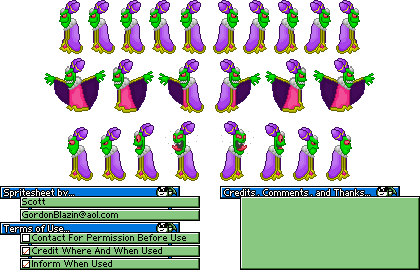 Spritesheet by...
Scott
GordonBlazin@aol.com
Terms of Use...
Contact For Permission Before Use
Credit Where And When Used
Inform When Used
Credits, Comments, and Thanks...